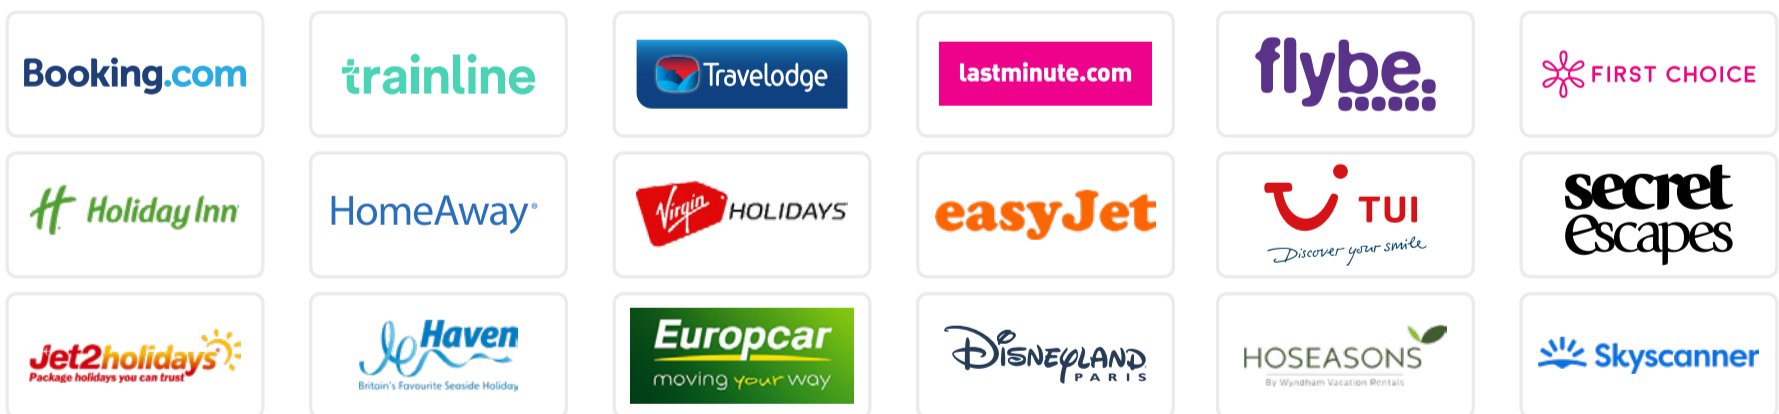 Booking.com
trainline
Travelodge
lastminute.com
flybe.
FIRST CHOICE
Holiday Inn
HomeAway®
Virgin HOLIDAYS
easyJet
TUI
Discover your smile
secret
escapes
Jet2holidays
Package holidays you can trust
Haven
Britain's Favourite Seaside Holiday
Europcar
moving your way
DISNEYLAND
PARIS
HOSEASONS
By Wyndham Vacation Rentals
Skyscanner